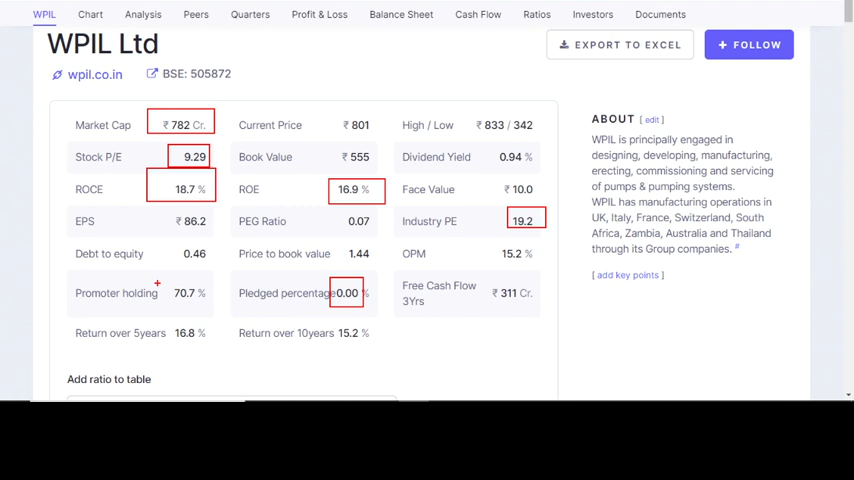 WPIL Chart Analysis Peers Quarters Profit & Loss Balance Sheet Cash Flow Ratios Investors Documents
WPIL Ltd
EXPORT TO EXCEL + FOLLOW
wpil.co.in BSE: 505872
Market Cap ₹ 782 Cr. Current Price ₹ 801 High / Low ₹ 833 / 342
Stock P/E 9.29 Book Value ₹ 555 Dividend Yield 0.94 %
ROCE 18.7 % ROE 16.9 % Face Value ₹ 10.0
EPS ₹ 86.2 PEG Ratio 0.07 Industry PE 19.2
Debt to equity 0.46 Price to book value 1.44 OPM 15.2 %
Promoter holding 70.7 % Pledged percentage 0.00 % Free Cash Flow 3Yrs ₹ 311 Cr.
Return over 5years 16.8 % Return over 10years 15.2 %
Add ratio to table
ABOUT [ edit ]
WPIL is principally engaged in
designing, developing, manufacturing,
erecting, commissioning and servicing
of pumps & pumping systems.
WPIL has manufacturing operations in
UK, Italy, France, Switzerland, South
Africa, Zambia, Australia and Thailand
through its Group companies. #
[ add key points ]